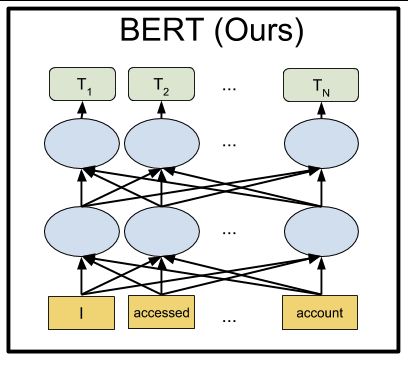 BERT (Ours)
T1 T2 ... TN
...
...
I accessed ... account